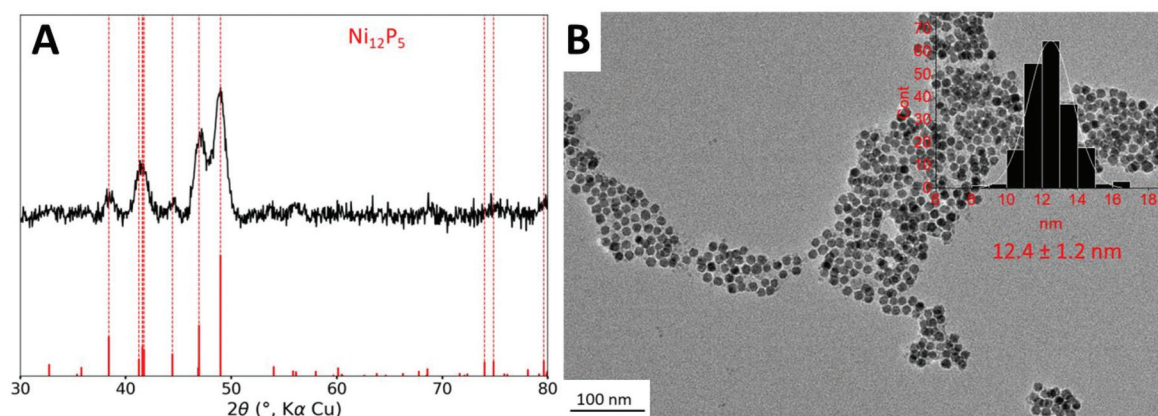 A
Ni₁₂P₅
30 40 50 60 70 80
2θ (°, Kα Cu)
B
70
60
50
40
30
20
10
0
Cont
6 8 10 12 14 16 18
nm
12.4 ± 1.2 nm
100 nm